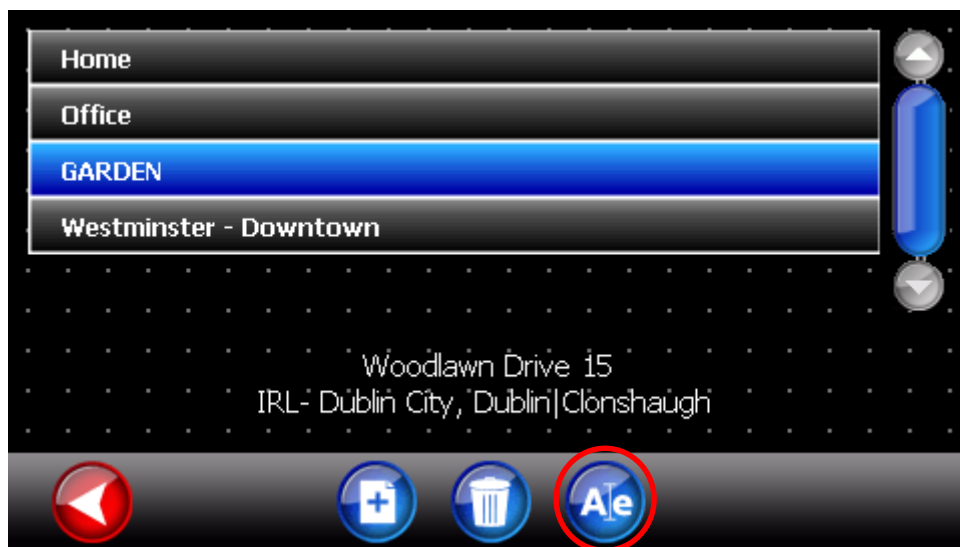 Home
Office
GARDEN
Westminster - Downtown
Woodlawn Drive 15
IRL- Dublin City, Dublin|Clonshaugh
A|e